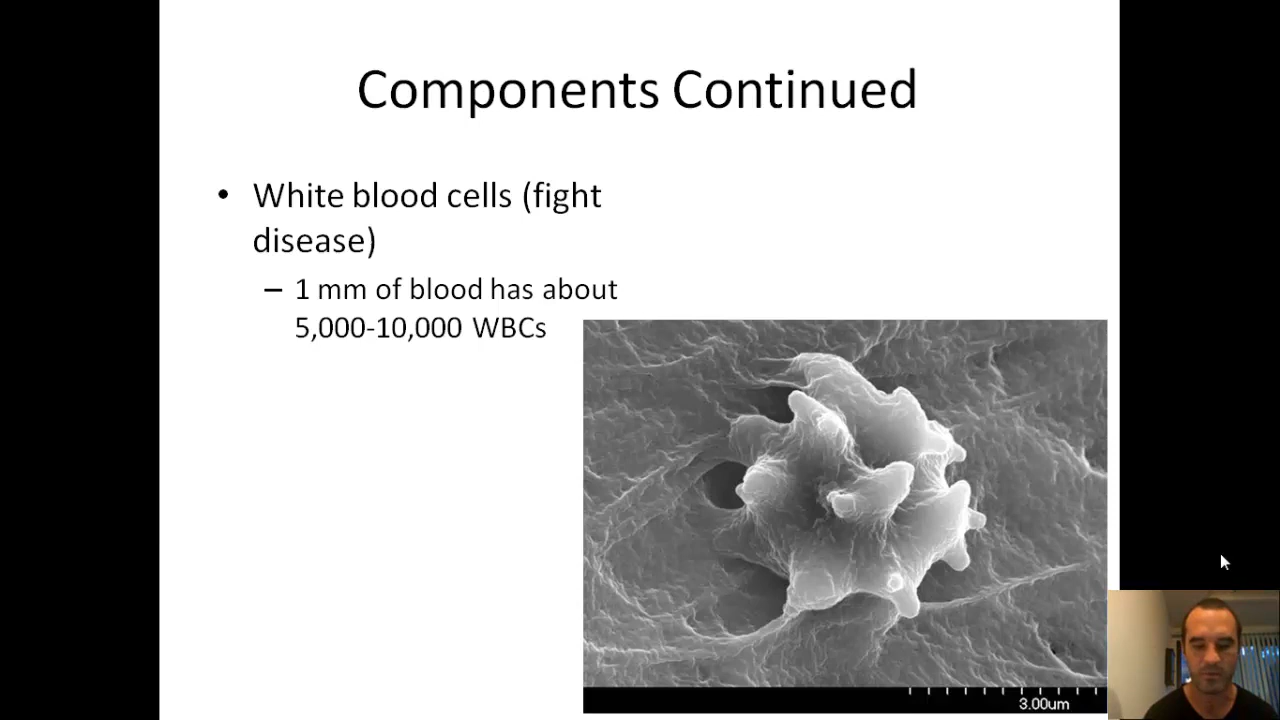 Components Continued
• White blood cells (fight
disease)
– 1 mm of blood has about
5,000-10,000 WBCs
3.00um